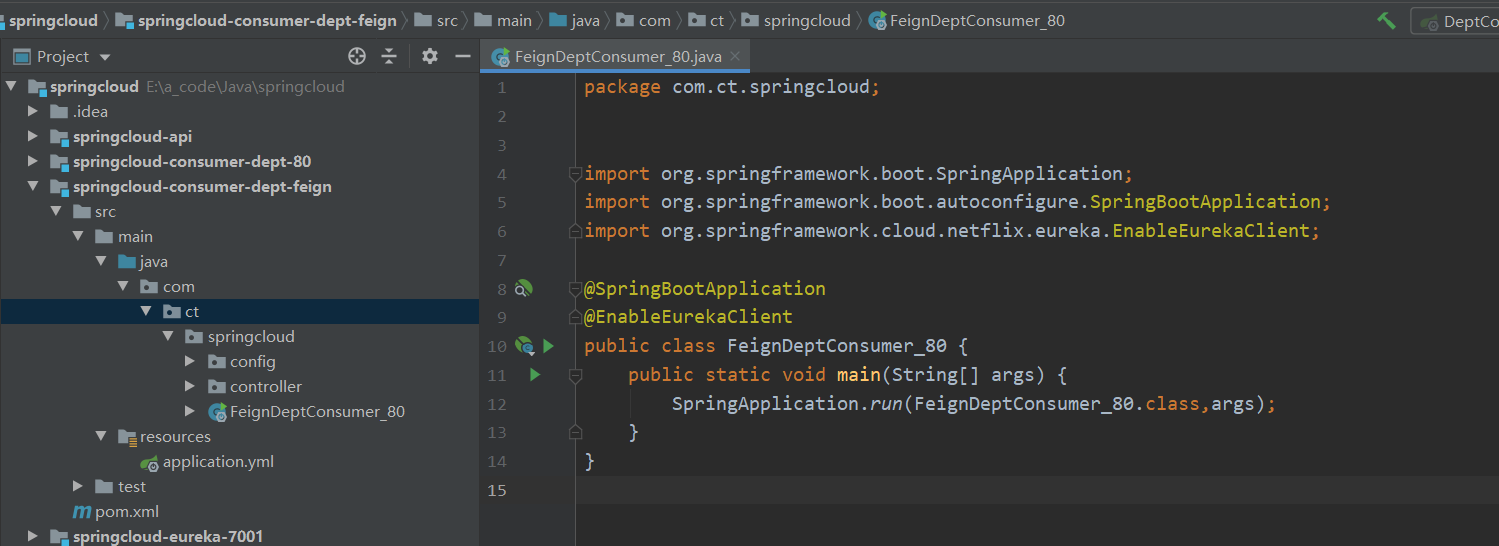 springcloud springcloud-consumer-dept-feign src main java com ct springcloud FeignDeptConsumer_80 DeptCo
Project
FeignDeptConsumer_80.java
springcloud E:\a_code\Java\springcloud
.idea
springcloud-api
springcloud-consumer-dept-80
springcloud-consumer-dept-feign
src
main
java
com
ct
springcloud
config
controller
FeignDeptConsumer_80
resources
application.yml
test
pom.xml
springcloud-eureka-7001
1 package com.ct.springcloud;
2
3
4 import org.springframework.boot.SpringApplication;
5 import org.springframework.boot.autoconfigure.SpringBootApplication;
6 import org.springframework.cloud.netflix.eureka.EnableEurekaClient;
7
8 @SpringBootApplication
9 @EnableEurekaClient
10 public class FeignDeptConsumer_80 {
11 public static void main(String[] args) {
12 SpringApplication.run(FeignDeptConsumer_80.class,args);
13 }
14 }
15